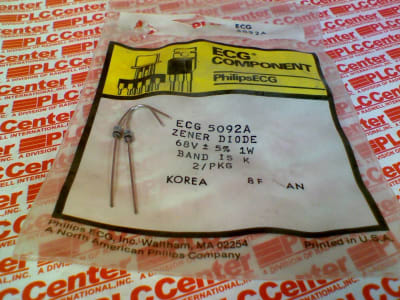 ECG
5092A
ECG®
COMPONENT
PhilipsECG
ECG 5092A
ZENER DIODE
68V ± 5% 1W
BAND IS K
2/PKG
KOREA
Philips ECG, Inc. Waltham, MA 02254
A North American Philips Company
Printed in U.S.A.
PLCCenter